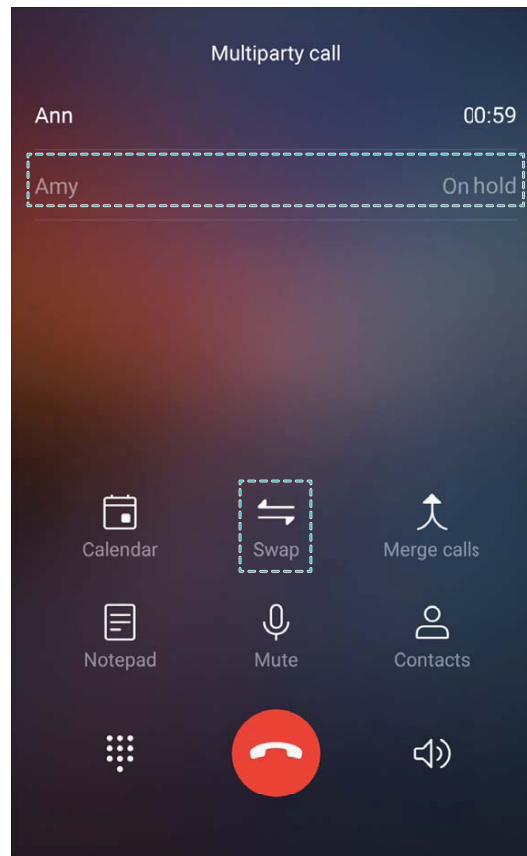 Multiparty call
Ann 00:59
Amy On hold
Calendar Swap Merge calls
Notepad Mute Contacts